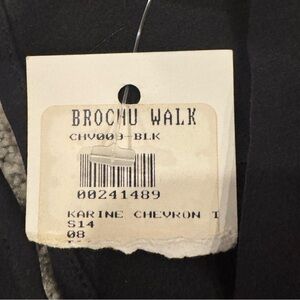 BROCHU WALK
CHV003-BLK
00241489
KARINE CHEVRON T
S14
08